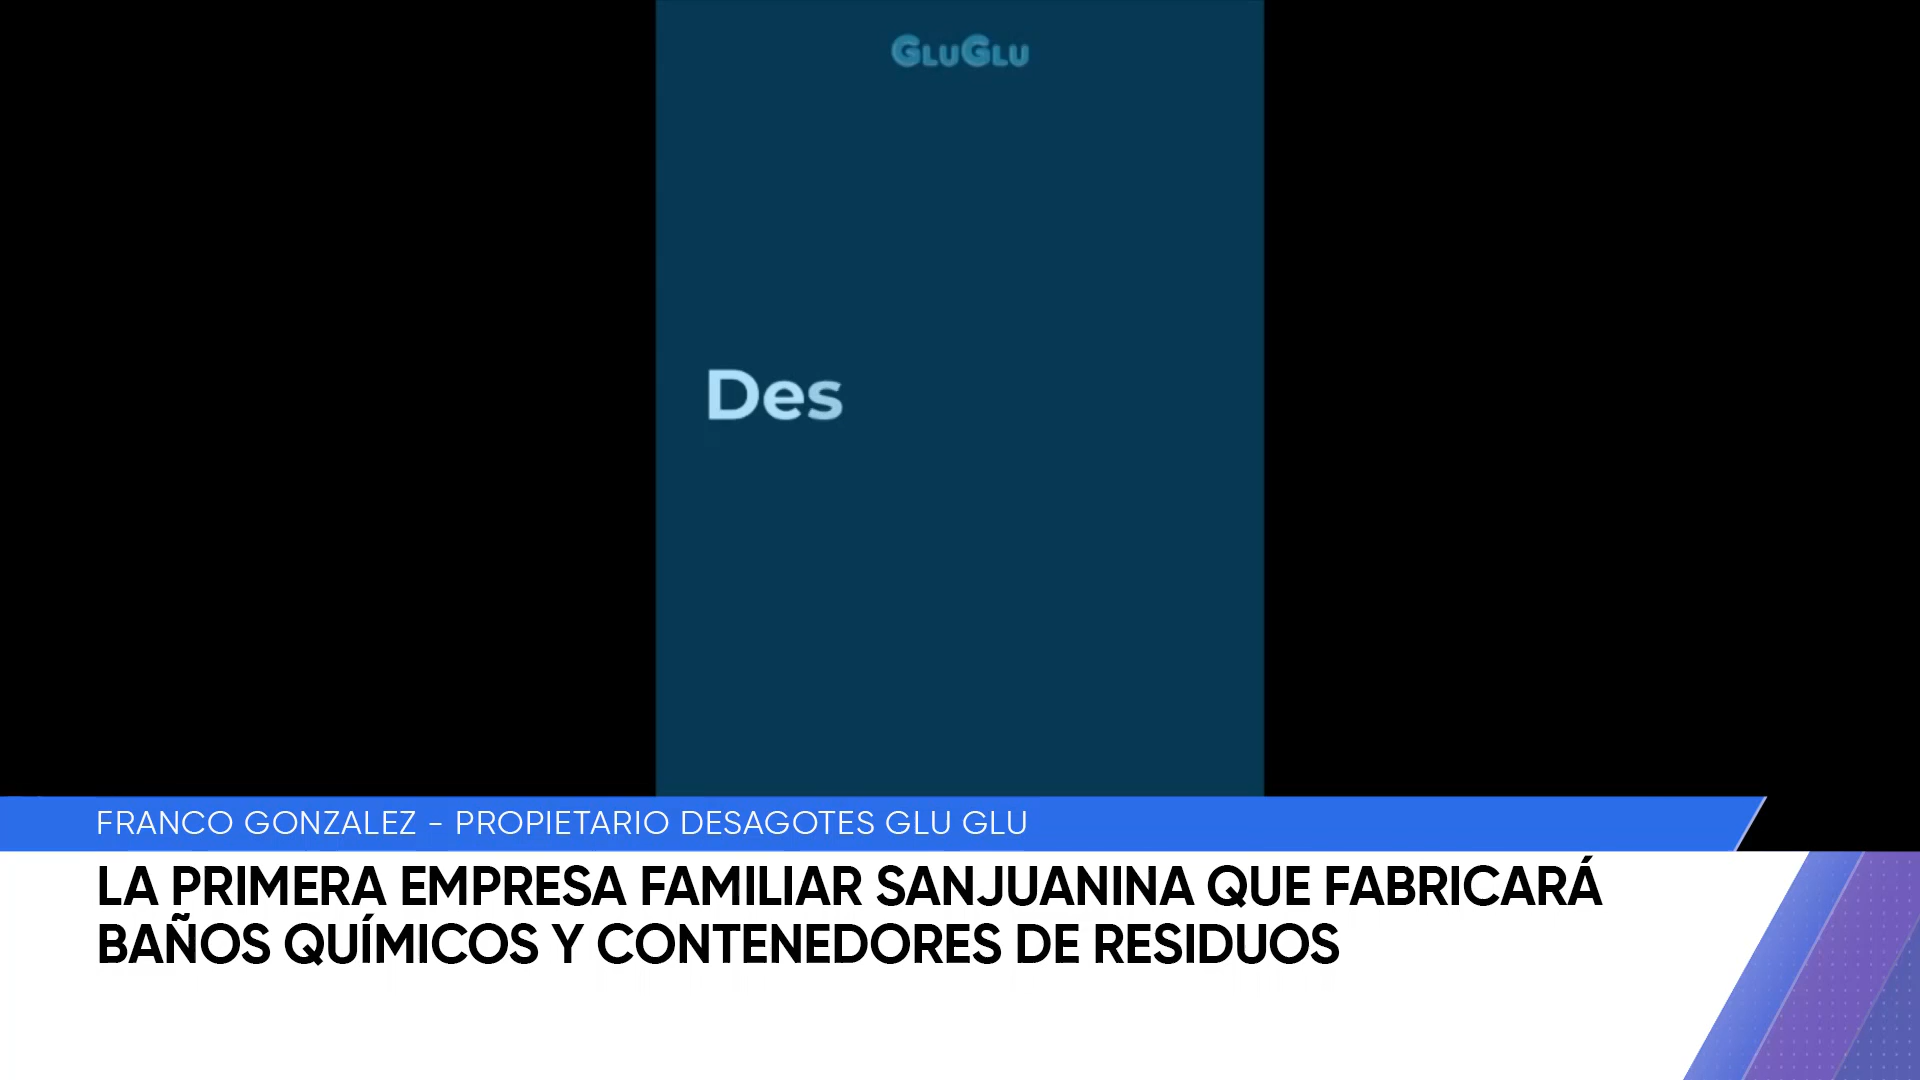 GLUGLU
Des
FRANCO GONZALEZ - PROPIETARIO DESAGOTES GLU GLU
LA PRIMERA EMPRESA FAMILIAR SANJUANINA QUE FABRICARÁ
BAÑOS QUÍMICOS Y CONTENEDORES DE RESIDUOS